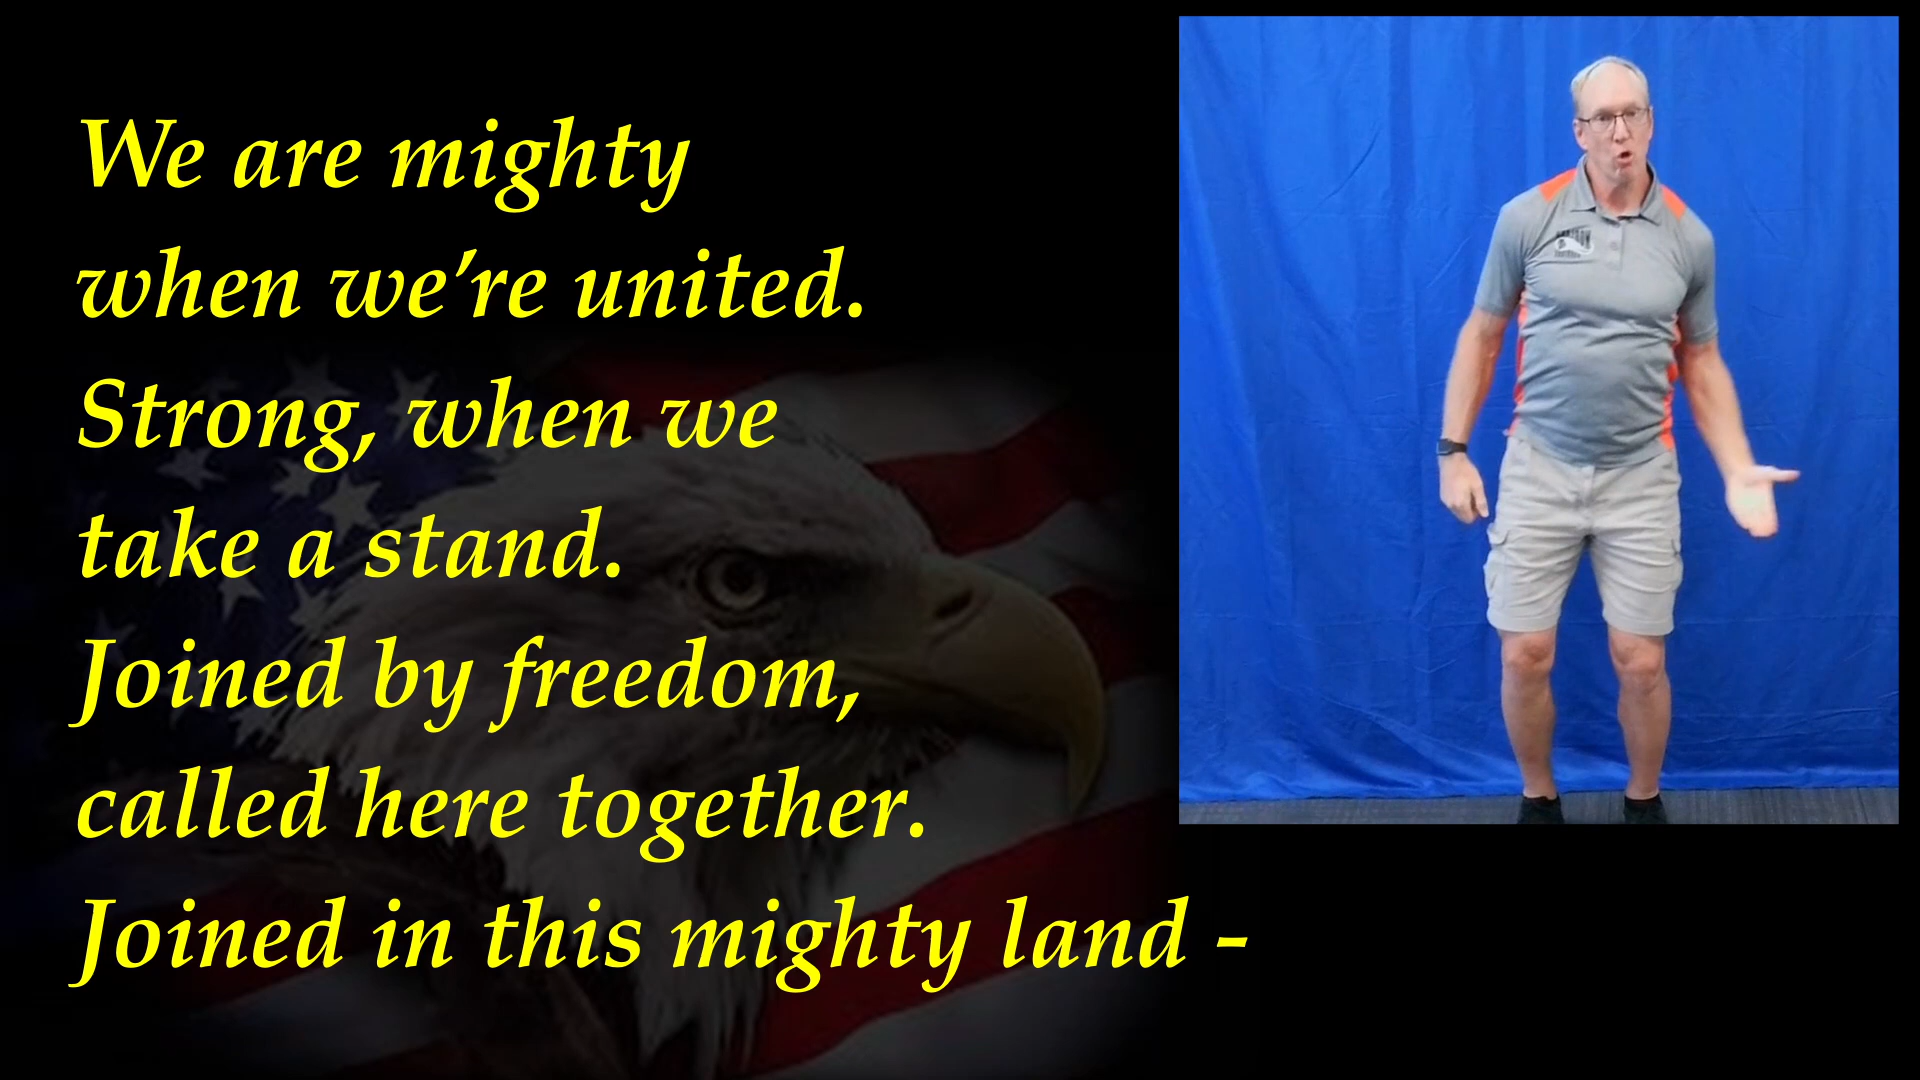 We are mighty
when we’re united.
Strong, when we
take a stand.
Joined by freedom,
called here together.
Joined in this mighty land -